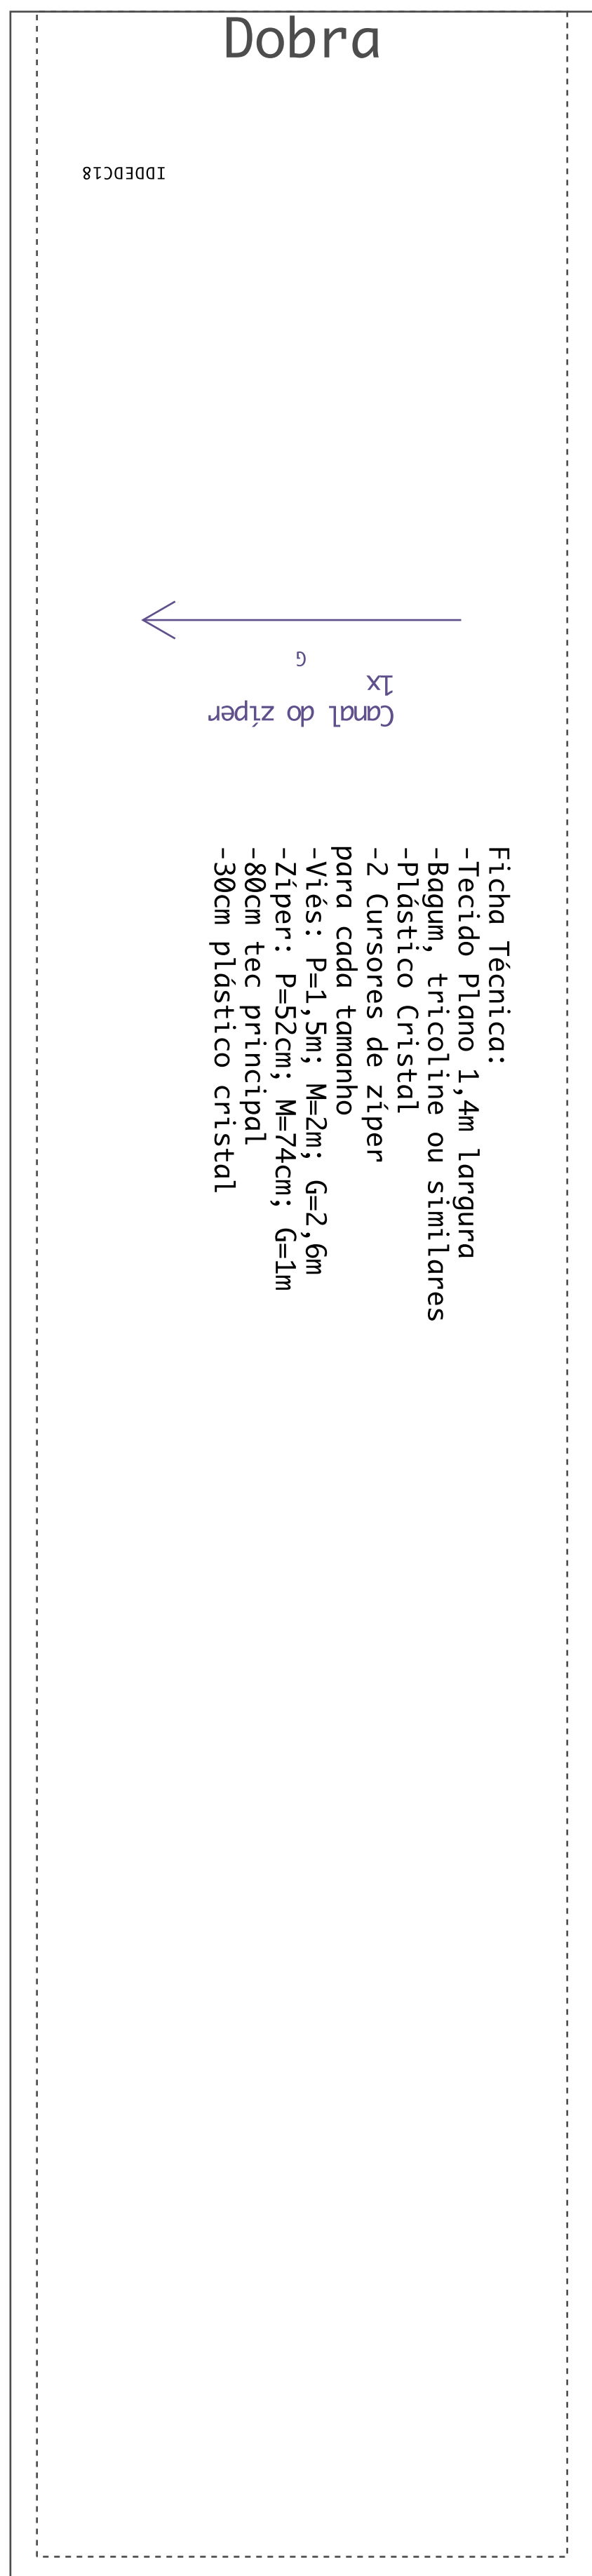 Dobra
IDDEDC18
Canal do zíper
1x
G
Ficha Técnica:
-Tecido Plano 1,4m largura
-Bagum, tricoline ou similares
-Plástico Cristal
-2 Cursores de zíper
para cada tamanho
-Viés: P=1,5m; M=2m; G=2,6m
-Zíper: P=52cm; M=74cm; G=1m
-80cm tec principal
-30cm plástico cristal